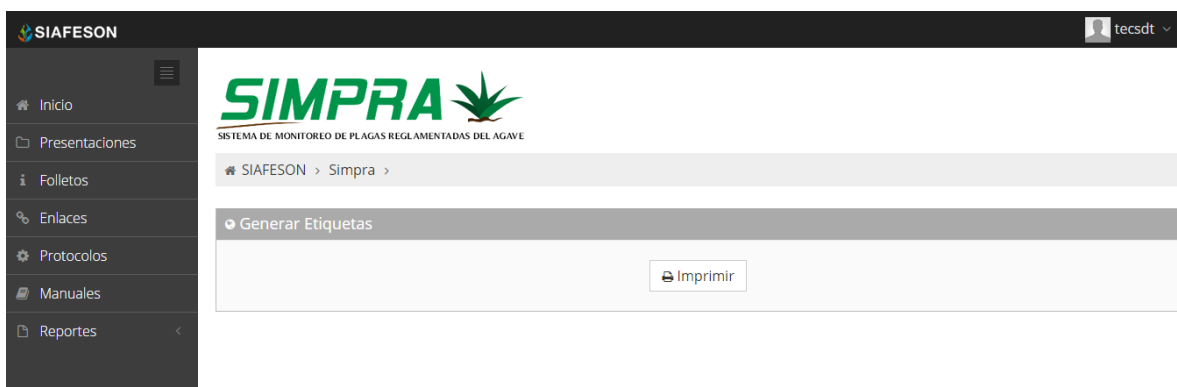 SIAFESON
tecsdt
Inicio
Presentaciones
Folletos
Enlaces
Protocolos
Manuales
Reportes
SIMPRA
SISTEMA DE MONITOREO DE PLAGAS REGLAMENTADAS DEL AGAVE
SIAFESON > Simpra >
Generar Etiquetas
Imprimir